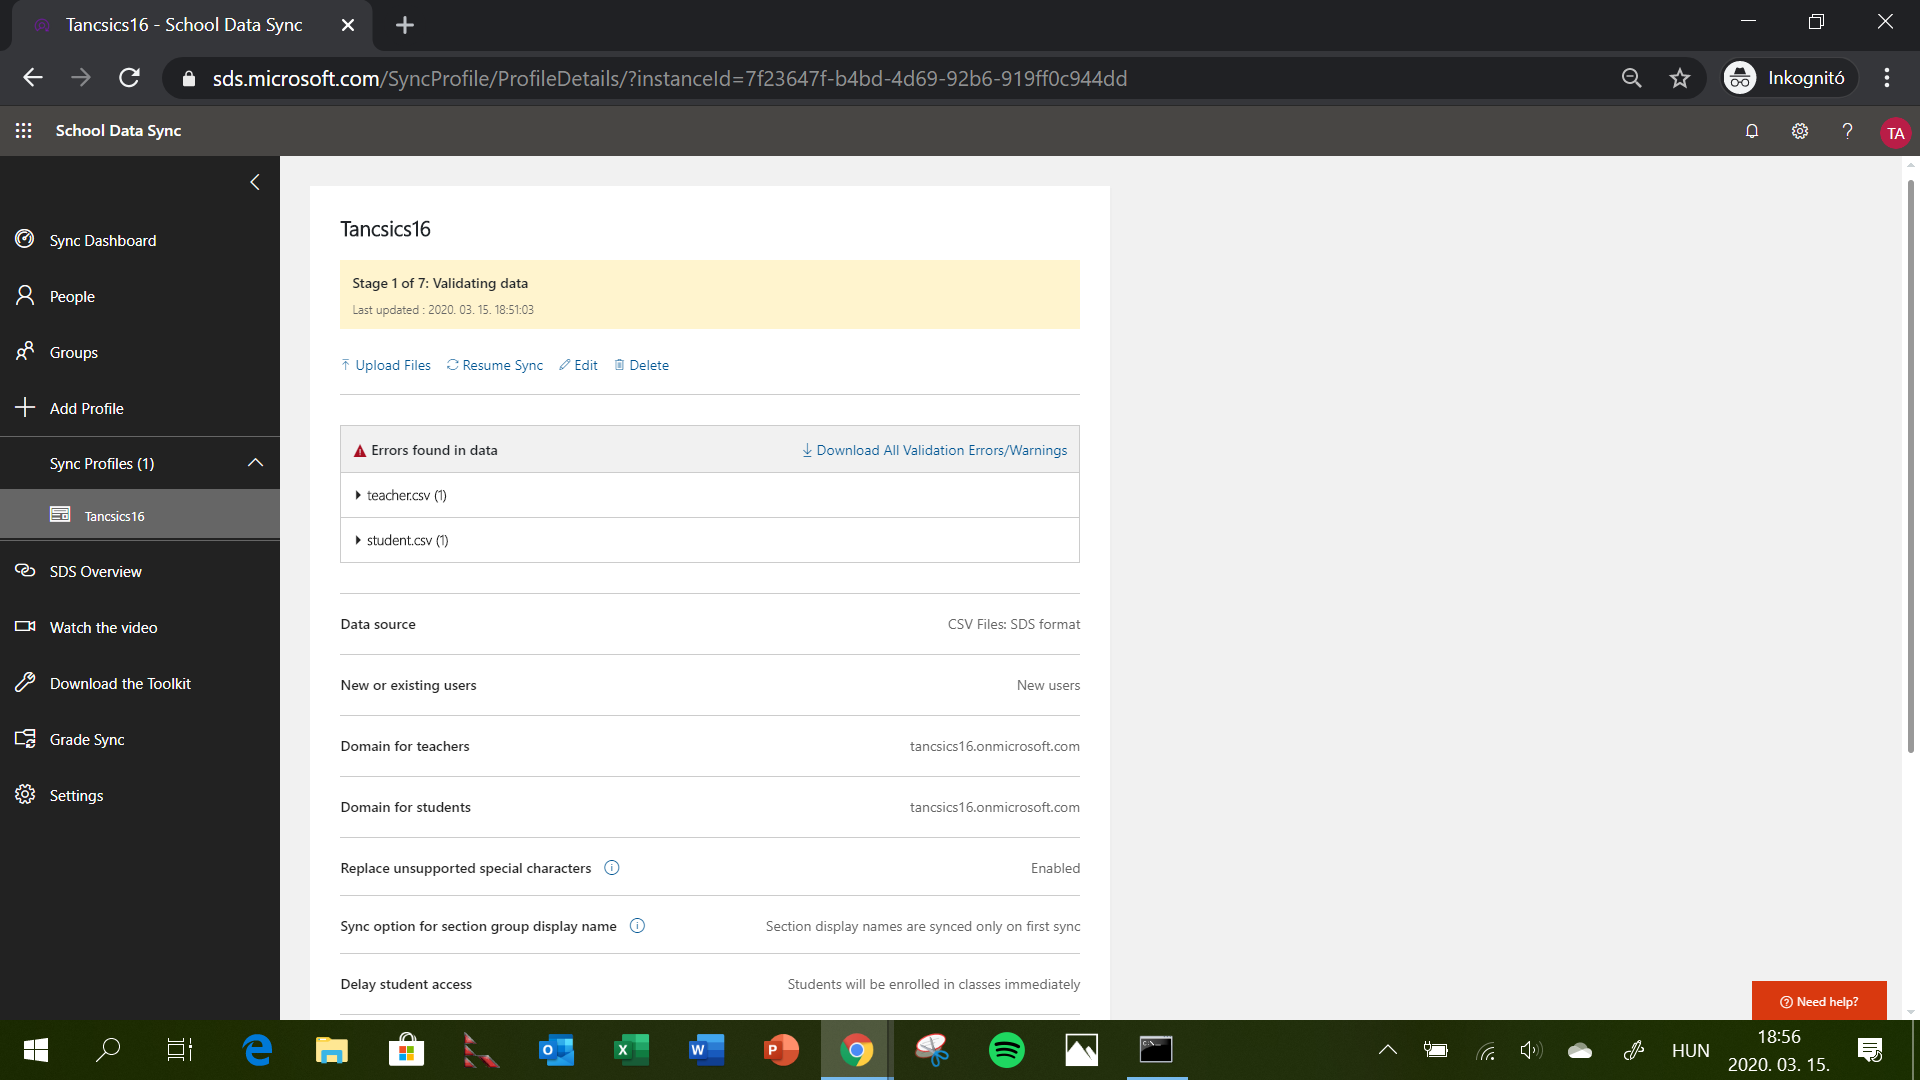 Tancsics16 - School Data Sync
sds.microsoft.com/SyncProfile/ProfileDetails/?instanceId=7f23647f-b4bd-4d69-92b6-919ff0c944dd
Inkognitó
School Data Sync
TA
Sync Dashboard
People
Groups
Add Profile
Sync Profiles (1)
Tancsics16
SDS Overview
Watch the video
Download the Toolkit
Grade Sync
Settings
Tancsics16
Stage 1 of 7: Validating data
Last updated : 2020. 03. 15. 18:51:03
Upload Files Resume Sync Edit Delete
Errors found in data Download All Validation Errors/Warnings
teacher.csv (1)
student.csv (1)
Data source CSV Files: SDS format
New or existing users New users
Domain for teachers tancsics16.onmicrosoft.com
Domain for students tancsics16.onmicrosoft.com
Replace unsupported special characters Enabled
Sync option for section group display name Section display names are synced only on first sync
Delay student access Students will be enrolled in classes immediately
Need help?
HUN
18:56
2020. 03. 15.